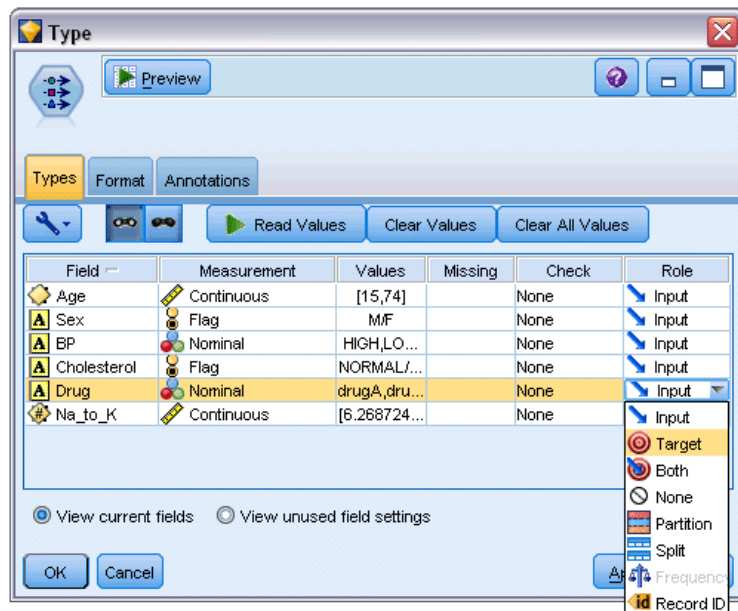 Type
Preview
Types Format Annotations
Read Values Clear Values Clear All Values
Field Measurement Values Missing Check Role
Age Continuous [15,74] None Input
A Sex Flag M/F None Input
A BP Nominal HIGH,LO... None Input
A Cholesterol Flag NORMAL/... None Input
A Drug Nominal drugA,dru... None Input
# Na_to_K Continuous [6.268724... None
Input
Target
Both
None
Partition
Split
Frequency
id Record ID
View current fields View unused field settings
OK Cancel